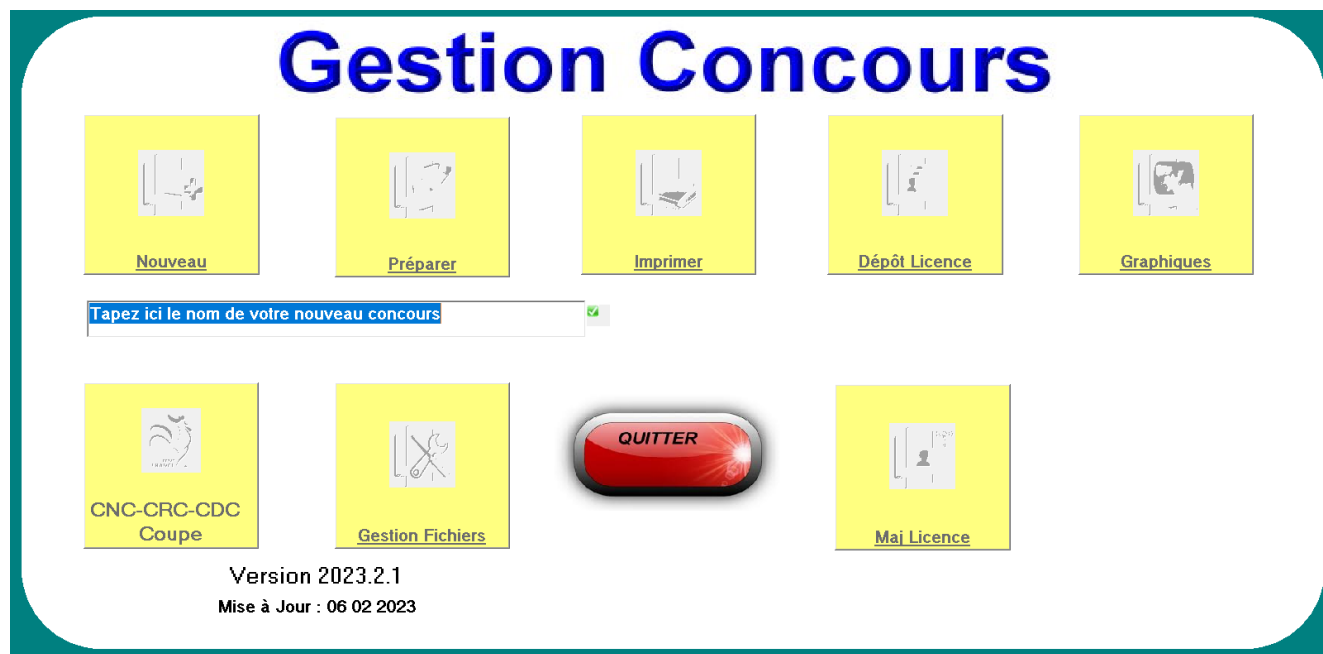 Gestion Concours
Nouveau
Préparer
Imprimer
Dépôt Licence
Graphiques
Tapez ici le nom de votre nouveau concours
QUITTER
CNC-CRC-CDC
Coupe
Gestion Fichiers
Maj Licence
Version 2023.2.1
Mise à Jour : 06 02 2023